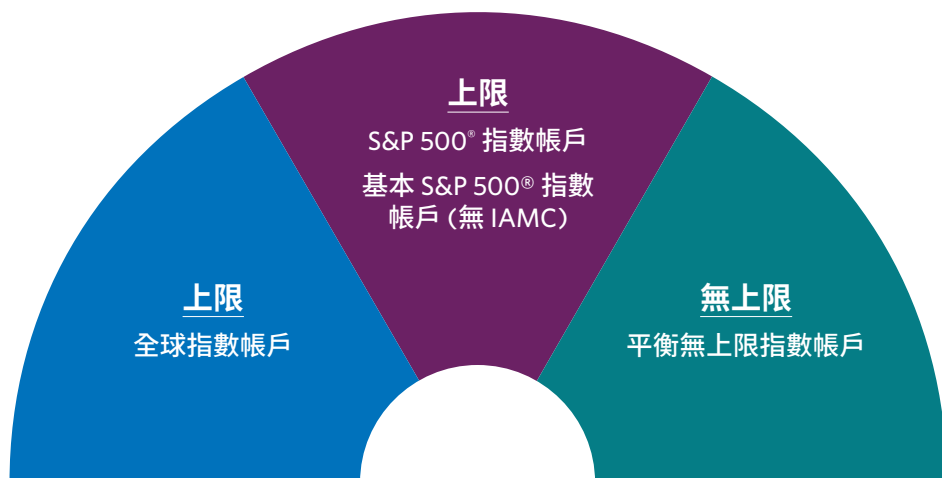 上限
S&P 500® 指數帳戶
基本 S&P 500® 指數
帳戶 (無 IAMC)
上限
全球指數帳戶
無上限
平衡無上限指數帳戶